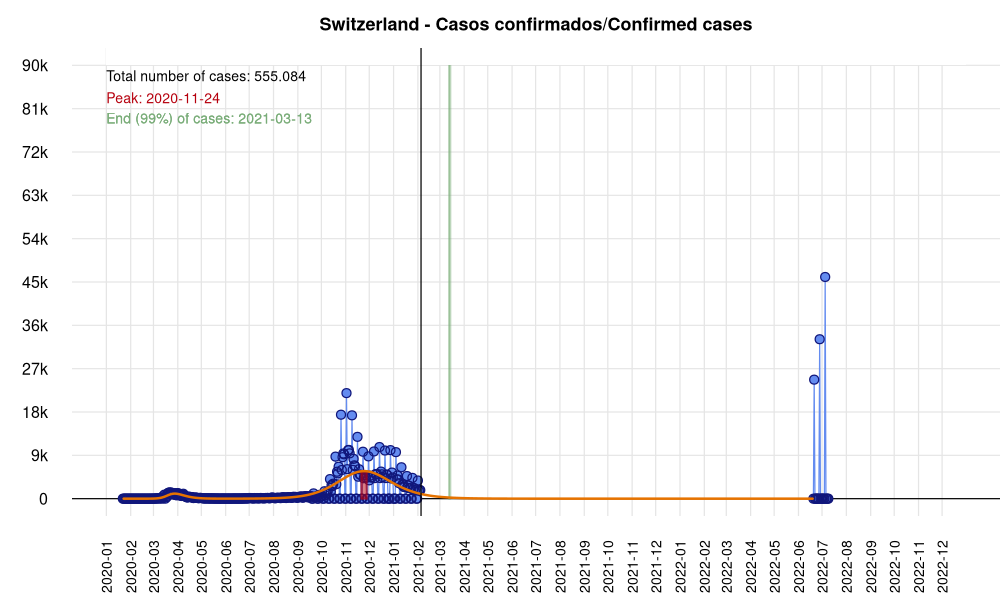 Switzerland - Casos confirmados/Confirmed cases
90k
81k
72k
63k
54k
45k
36k
27k
18k
9k
0
Total number of cases: 555.084
Peak: 2020-11-24
End (99%) of cases: 2021-03-13
2020-01
2020-02
2020-03
2020-04
2020-05
2020-06
2020-07
2020-08
2020-09
2020-10
2020-11
2020-12
2021-01
2021-02
2021-03
2021-04
2021-05
2021-06
2021-07
2021-08
2021-09
2021-10
2021-11
2021-12
2022-01
2022-02
2022-03
2022-04
2022-05
2022-06
2022-07
2022-08
2022-09
2022-10
2022-11
2022-12